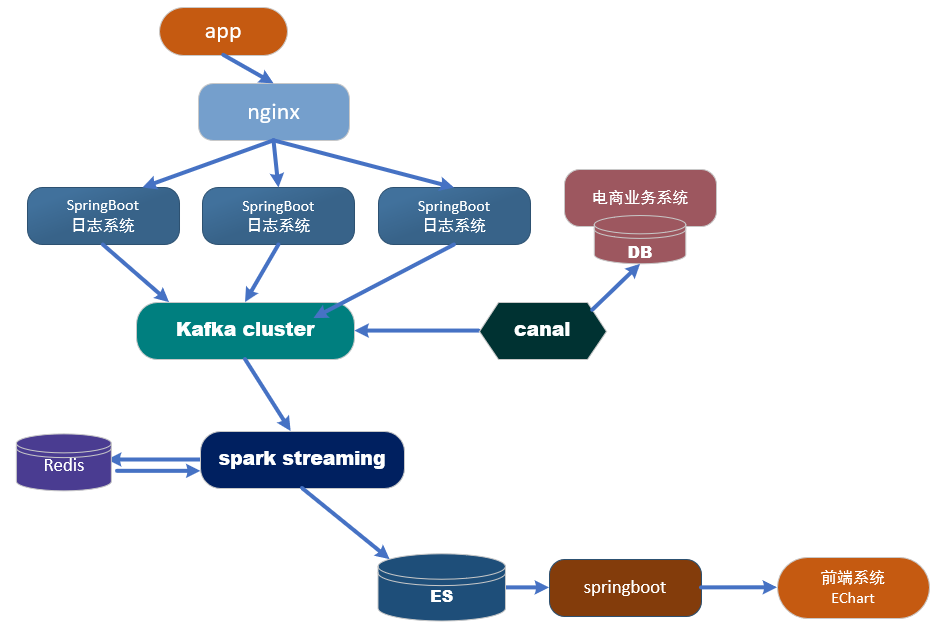 app
nginx
SpringBoot
日志系统
SpringBoot
日志系统
SpringBoot
日志系统
电商业务系统
DB
Kafka cluster
canal
Redis
spark streaming
ES
springboot
前端系统
EChart